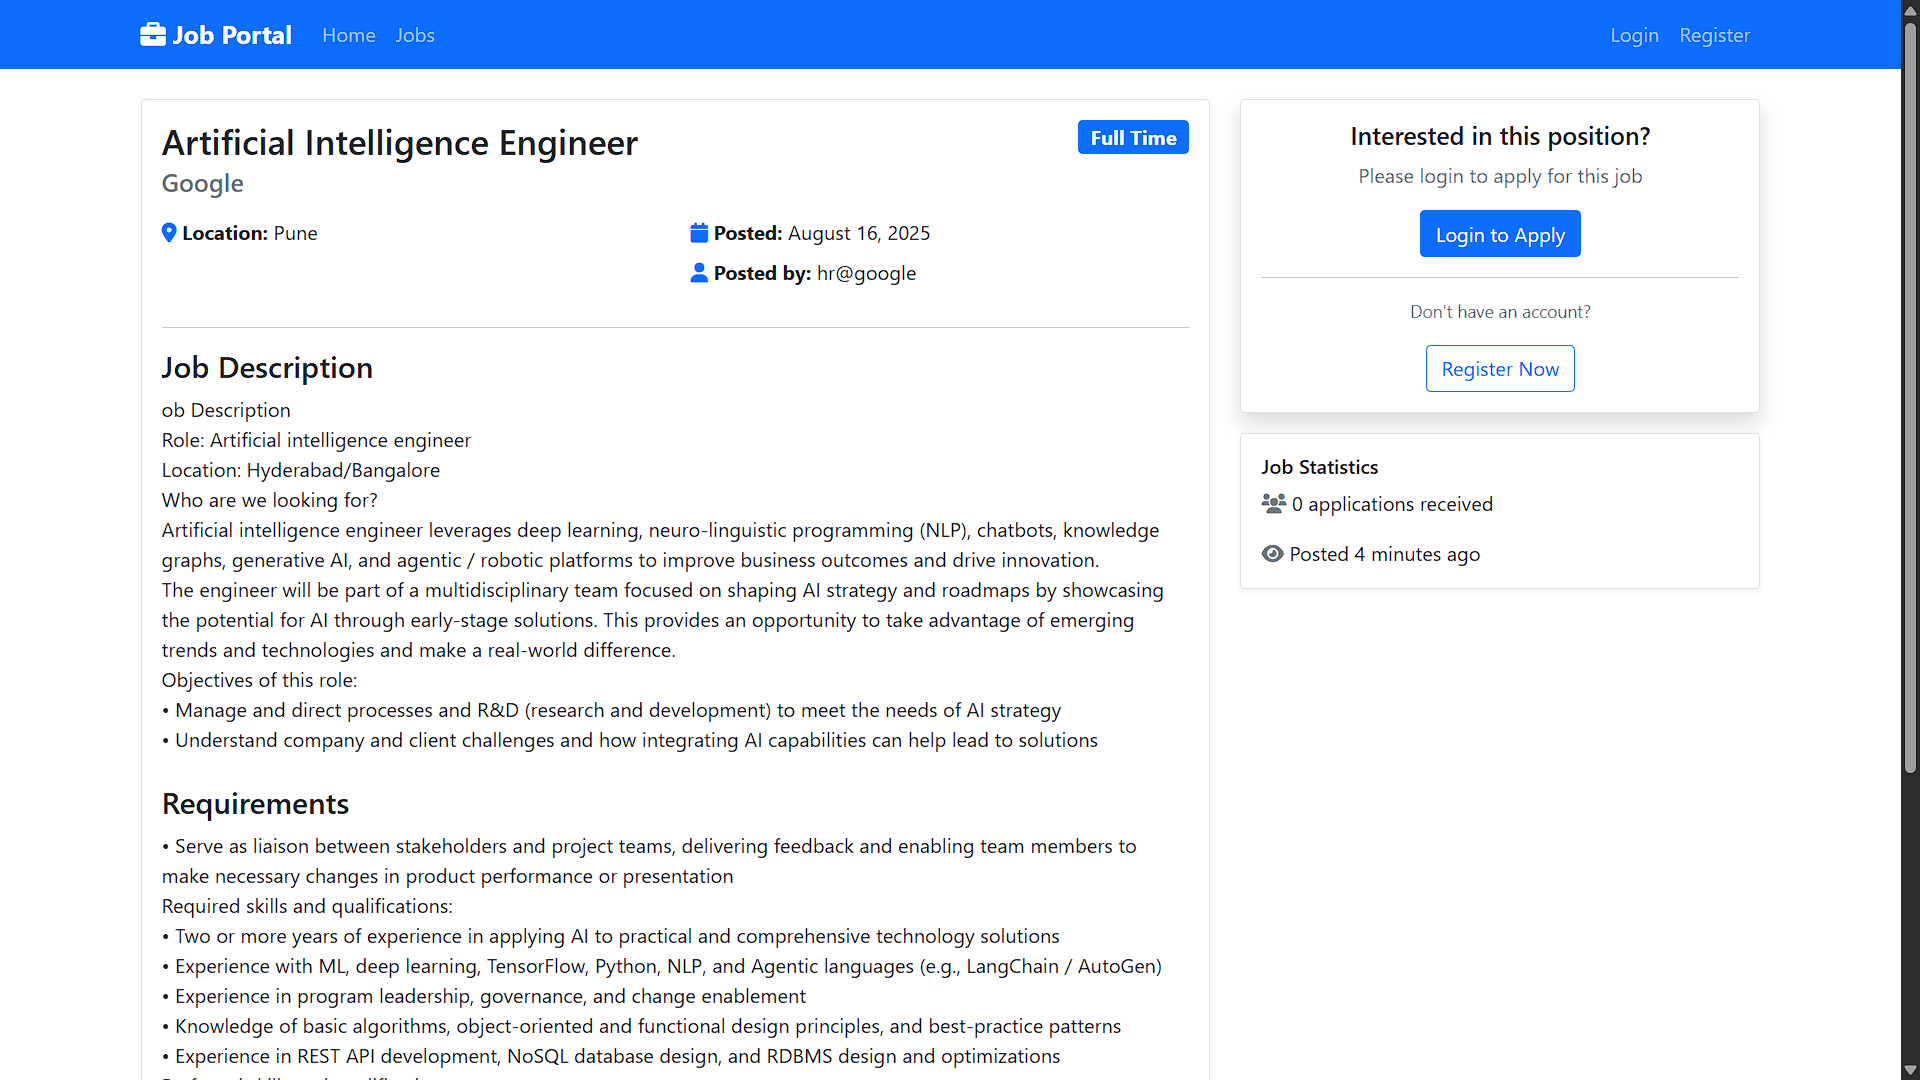 Job Portal Home Jobs Login Register
Artificial Intelligence Engineer
Full Time
Google
Location: Pune
Posted: August 16, 2025
Posted by: hr@google
Job Description
ob Description
Role: Artificial intelligence engineer
Location: Hyderabad/Bangalore
Who are we looking for?
Artificial intelligence engineer leverages deep learning, neuro-linguistic programming (NLP), chatbots, knowledge
graphs, generative AI, and agentic / robotic platforms to improve business outcomes and drive innovation.
The engineer will be part of a multidisciplinary team focused on shaping AI strategy and roadmaps by showcasing
the potential for AI through early-stage solutions. This provides an opportunity to take advantage of emerging
trends and technologies and make a real-world difference.
Objectives of this role:
• Manage and direct processes and R&D (research and development) to meet the needs of AI strategy
• Understand company and client challenges and how integrating AI capabilities can help lead to solutions
Requirements
• Serve as liaison between stakeholders and project teams, delivering feedback and enabling team members to
make necessary changes in product performance or presentation
Required skills and qualifications:
• Two or more years of experience in applying AI to practical and comprehensive technology solutions
• Experience with ML, deep learning, TensorFlow, Python, NLP, and Agentic languages (e.g., LangChain / AutoGen)
• Experience in program leadership, governance, and change enablement
• Knowledge of basic algorithms, object-oriented and functional design principles, and best-practice patterns
• Experience in REST API development, NoSQL database design, and RDBMS design and optimizations
Interested in this position?
Please login to apply for this job
Login to Apply
Don't have an account?
Register Now
Job Statistics
0 applications received
Posted 4 minutes ago